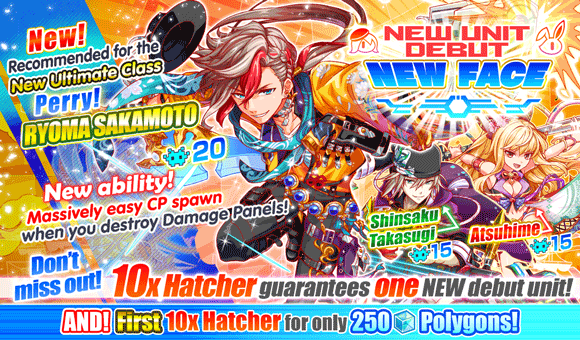 New!
Recommended for the
New Ultimate Class
Perry!
RYOMA SAKAMOTO
20
NEW UNIT
DEBUT
NEW FACE
New ability!
Massively easy CP spawn
when you destroy Damage Panels!
Shinsaku
Takasugi
15
Atsuhime
15
Don't
miss out!
10x Hatcher guarantees one NEW debut unit!
AND! First 10x Hatcher for only 250 Polygons!